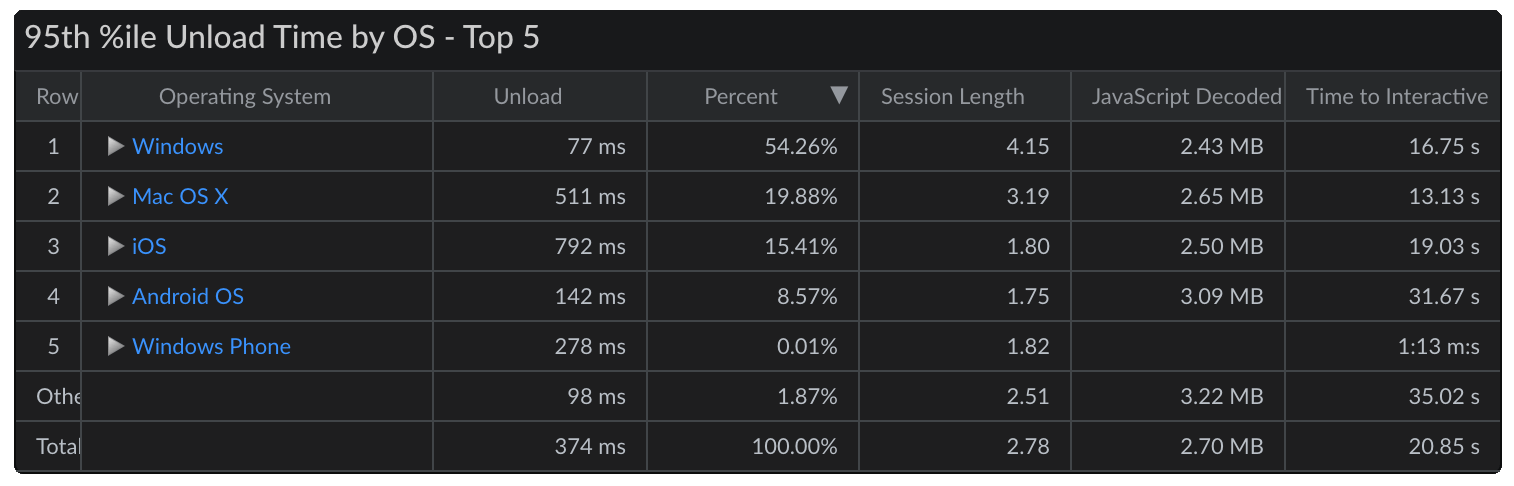 95th %ile Unload Time by OS - Top 5
Row Operating System Unload Percent ▼ Session Length JavaScript Decoded Time to Interactive
1 ▶ Windows 77 ms 54.26% 4.15 2.43 MB 16.75 s
2 ▶ Mac OS X 511 ms 19.88% 3.19 2.65 MB 13.13 s
3 ▶ iOS 792 ms 15.41% 1.80 2.50 MB 19.03 s
4 ▶ Android OS 142 ms 8.57% 1.75 3.09 MB 31.67 s
5 ▶ Windows Phone 278 ms 0.01% 1.82 1:13 m:s
Othe 98 ms 1.87% 2.51 3.22 MB 35.02 s
Total 374 ms 100.00% 2.78 2.70 MB 20.85 s